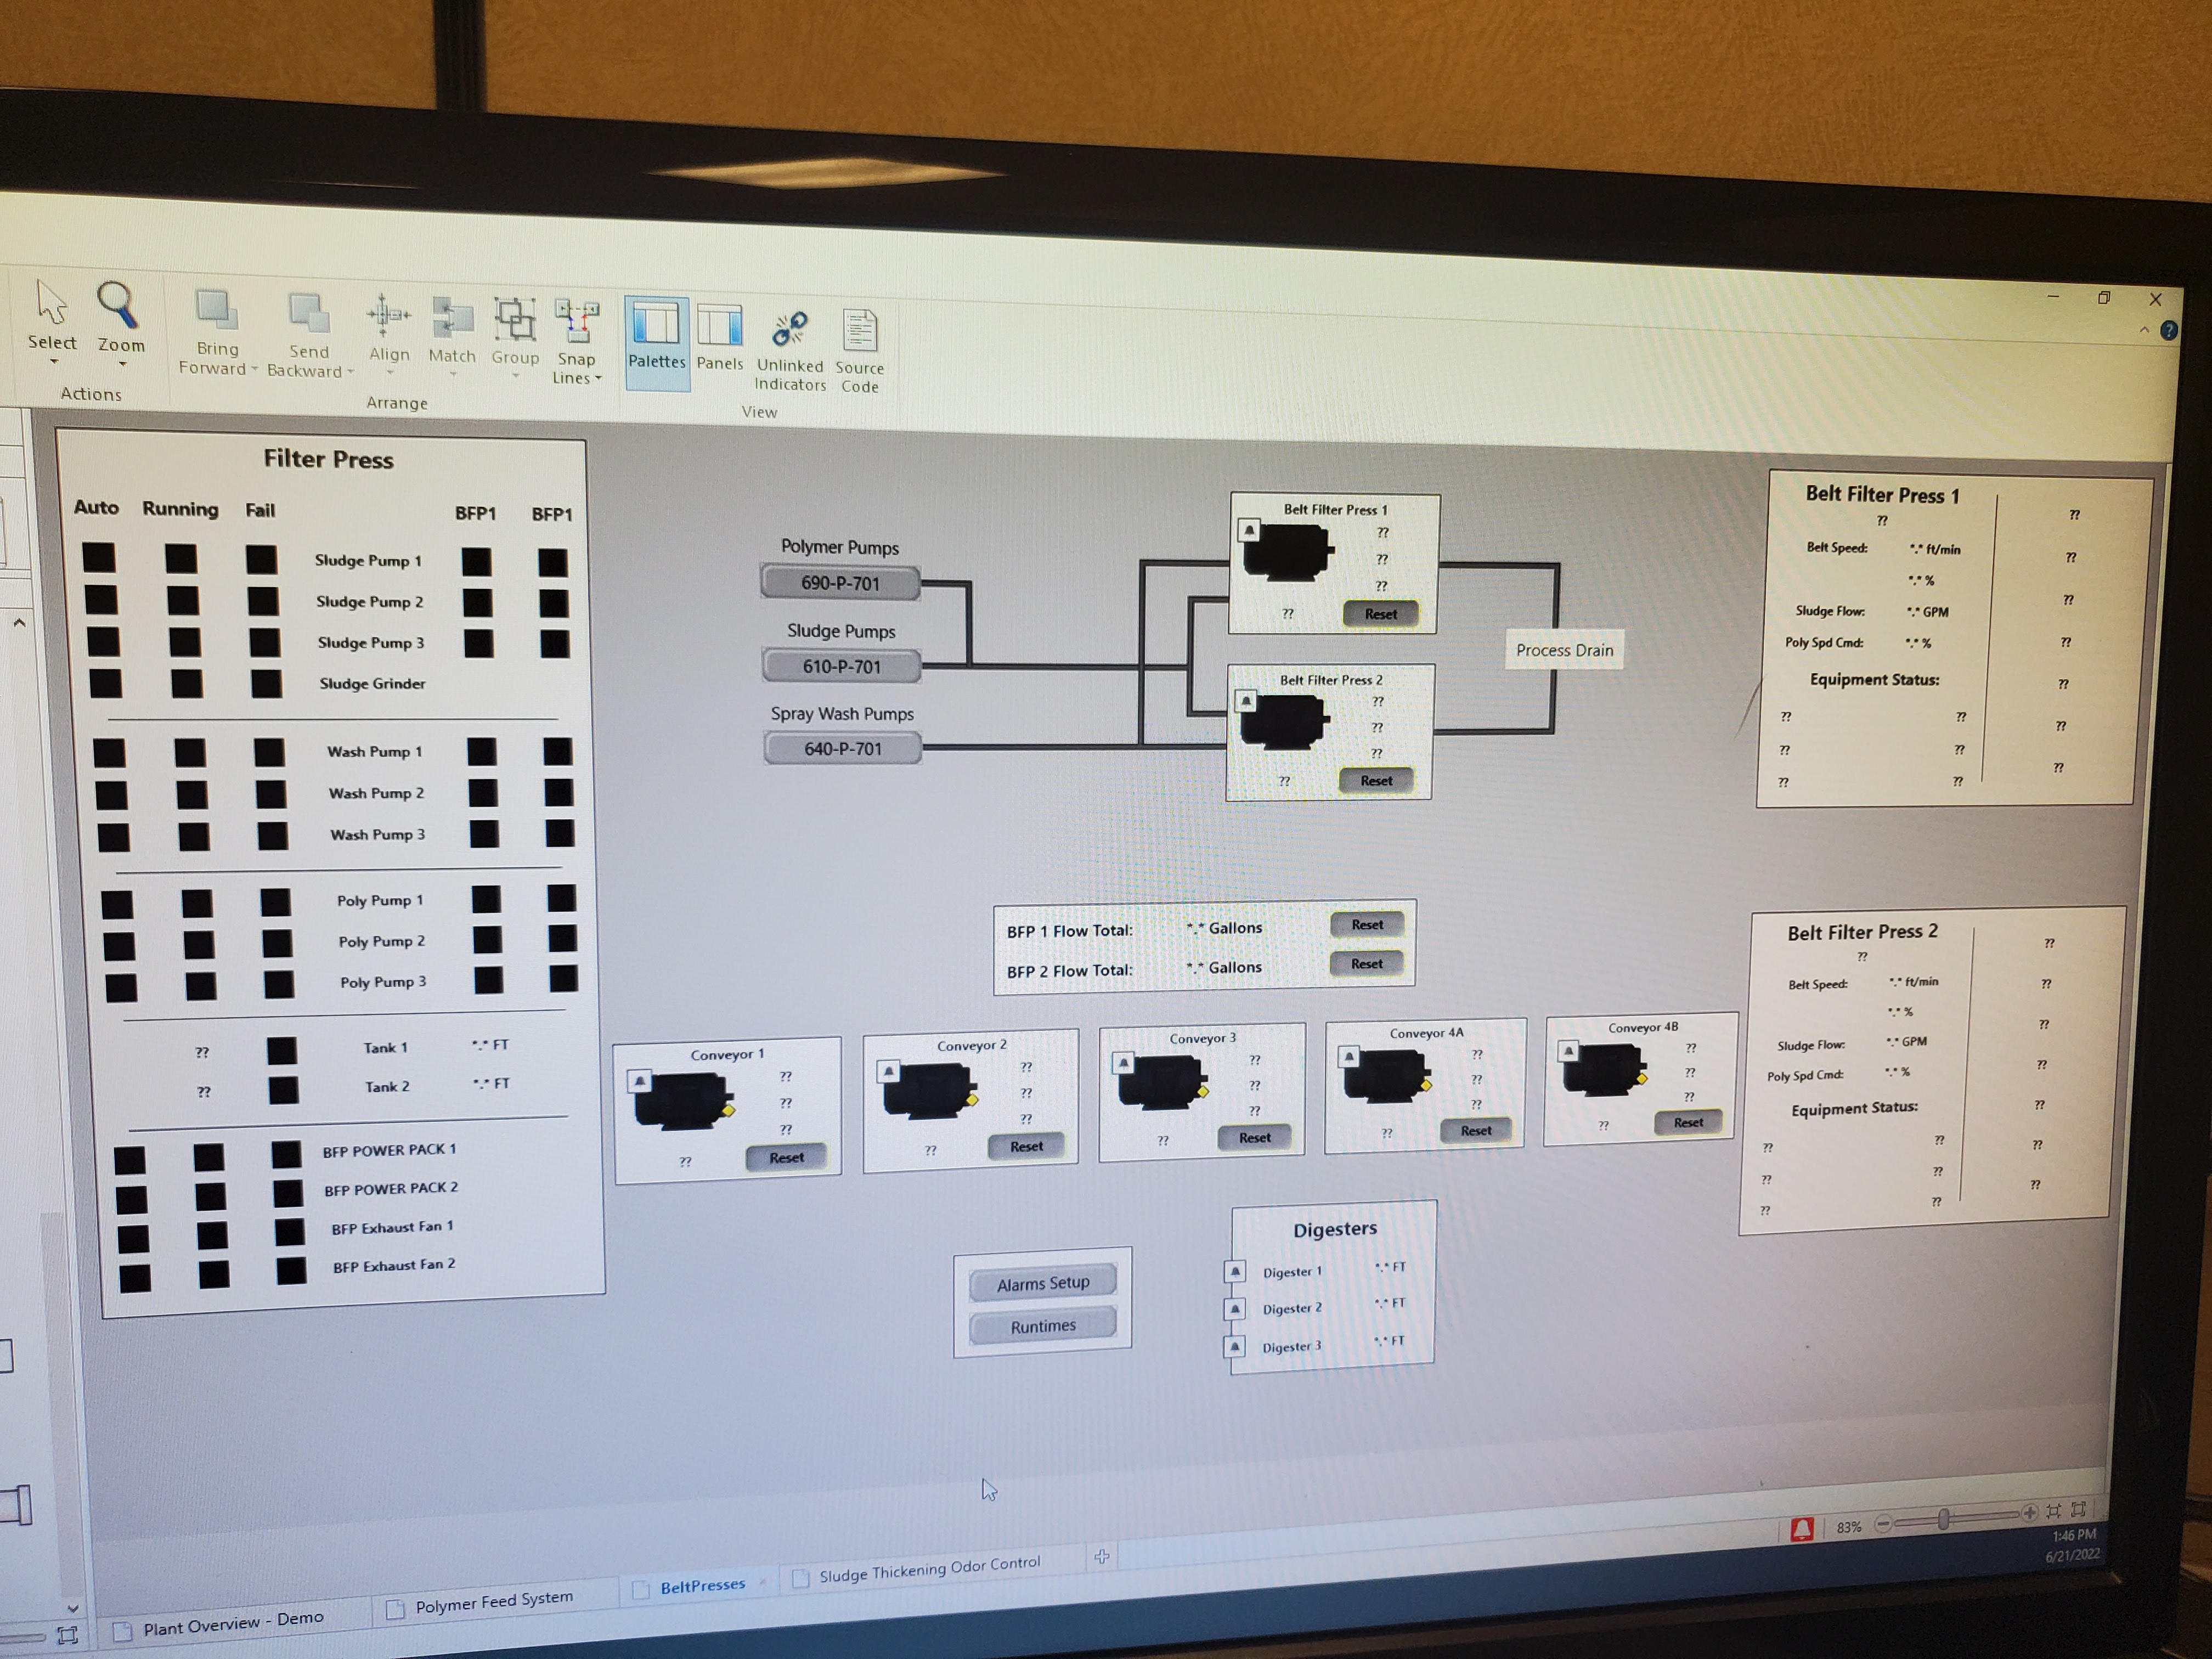 Select
Zoom
Bring Forward
Send Backward
Align
Match
Group
Snap Lines
Palettes
Panels
Unlinked Indicators
Source Code
Actions
Arrange
View
Filter Press
Auto Running Fail BFP1 BFP1
Sludge Pump 1
Sludge Pump 2
Sludge Pump 3
Sludge Grinder
Wash Pump 1
Wash Pump 2
Wash Pump 3
Poly Pump 1
Poly Pump 2
Poly Pump 3
?? Tank 1 *.* FT
?? Tank 2 *.* FT
BFP POWER PACK 1
BFP POWER PACK 2
BFP Exhaust Fan 1
BFP Exhaust Fan 2
Polymer Pumps
690-P-701
Sludge Pumps
610-P-701
Spray Wash Pumps
640-P-701
Belt Filter Press 1
??
??
??
?? Reset
Belt Filter Press 2
??
??
??
?? Reset
Process Drain
BFP 1 Flow Total: *.* Gallons Reset
BFP 2 Flow Total: *.* Gallons Reset
Conveyor 1
??
??
??
?? Reset
Conveyor 2
??
??
??
?? Reset
Conveyor 3
??
??
??
?? Reset
Conveyor 4A
??
??
??
?? Reset
Conveyor 4B
??
??
??
?? Reset
Alarms Setup
Runtimes
Digesters
Digester 1 *.* FT
Digester 2 *.* FT
Digester 3 *.* FT
Belt Filter Press 1
??
Belt Speed: *.* ft/min
*.* %
Sludge Flow: *.* GPM
Poly Spd Cmd: *.* %
Equipment Status:
?? ??
?? ??
?? ??
??
??
??
??
??
??
??
Belt Filter Press 2
??
Belt Speed: *.* ft/min
*.* %
Sludge Flow: *.* GPM
Poly Spd Cmd: *.* %
Equipment Status:
?? ??
?? ??
?? ??
??
??
??
??
??
??
??
83%
1:46 PM
6/21/2022
Plant Overview - Demo
Polymer Feed System
BeltPresses
Sludge Thickening Odor Control